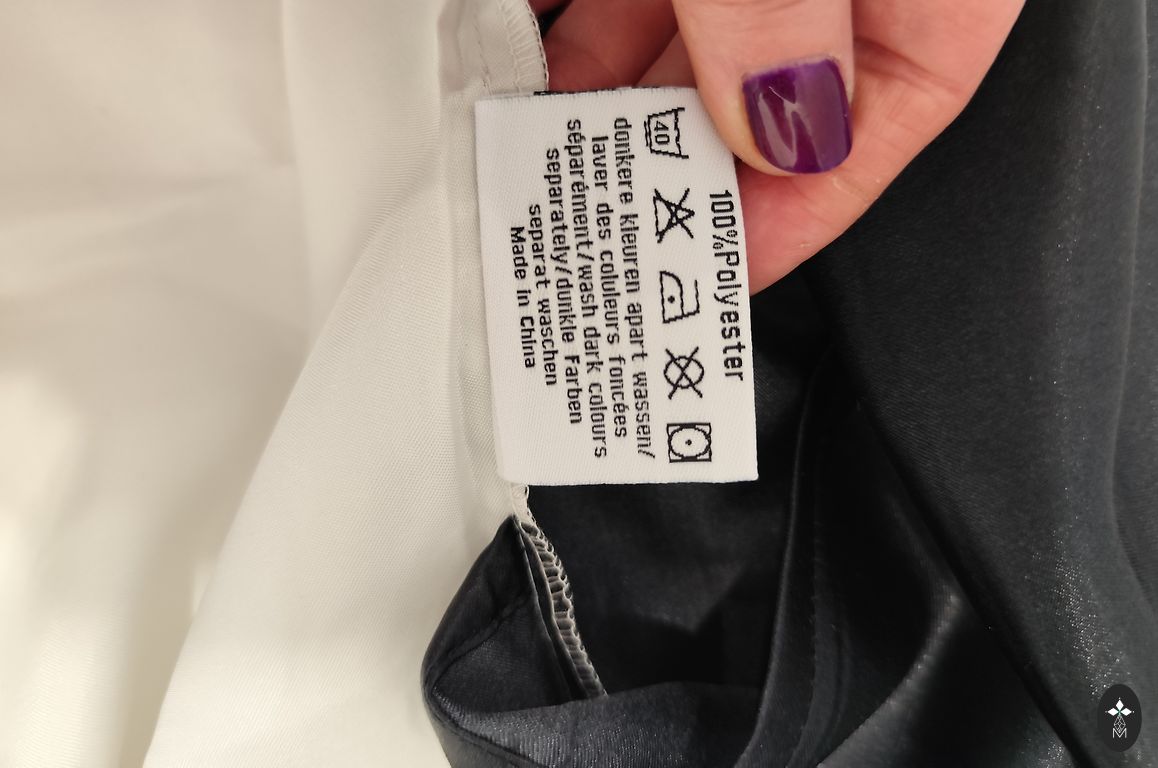 100%Polyester
40
donkere kleuren apart wassen/
laver des coluleurs foncées
séparément/wash dark colours
separately/dunkle Farben
separat waschen
Made in China
M